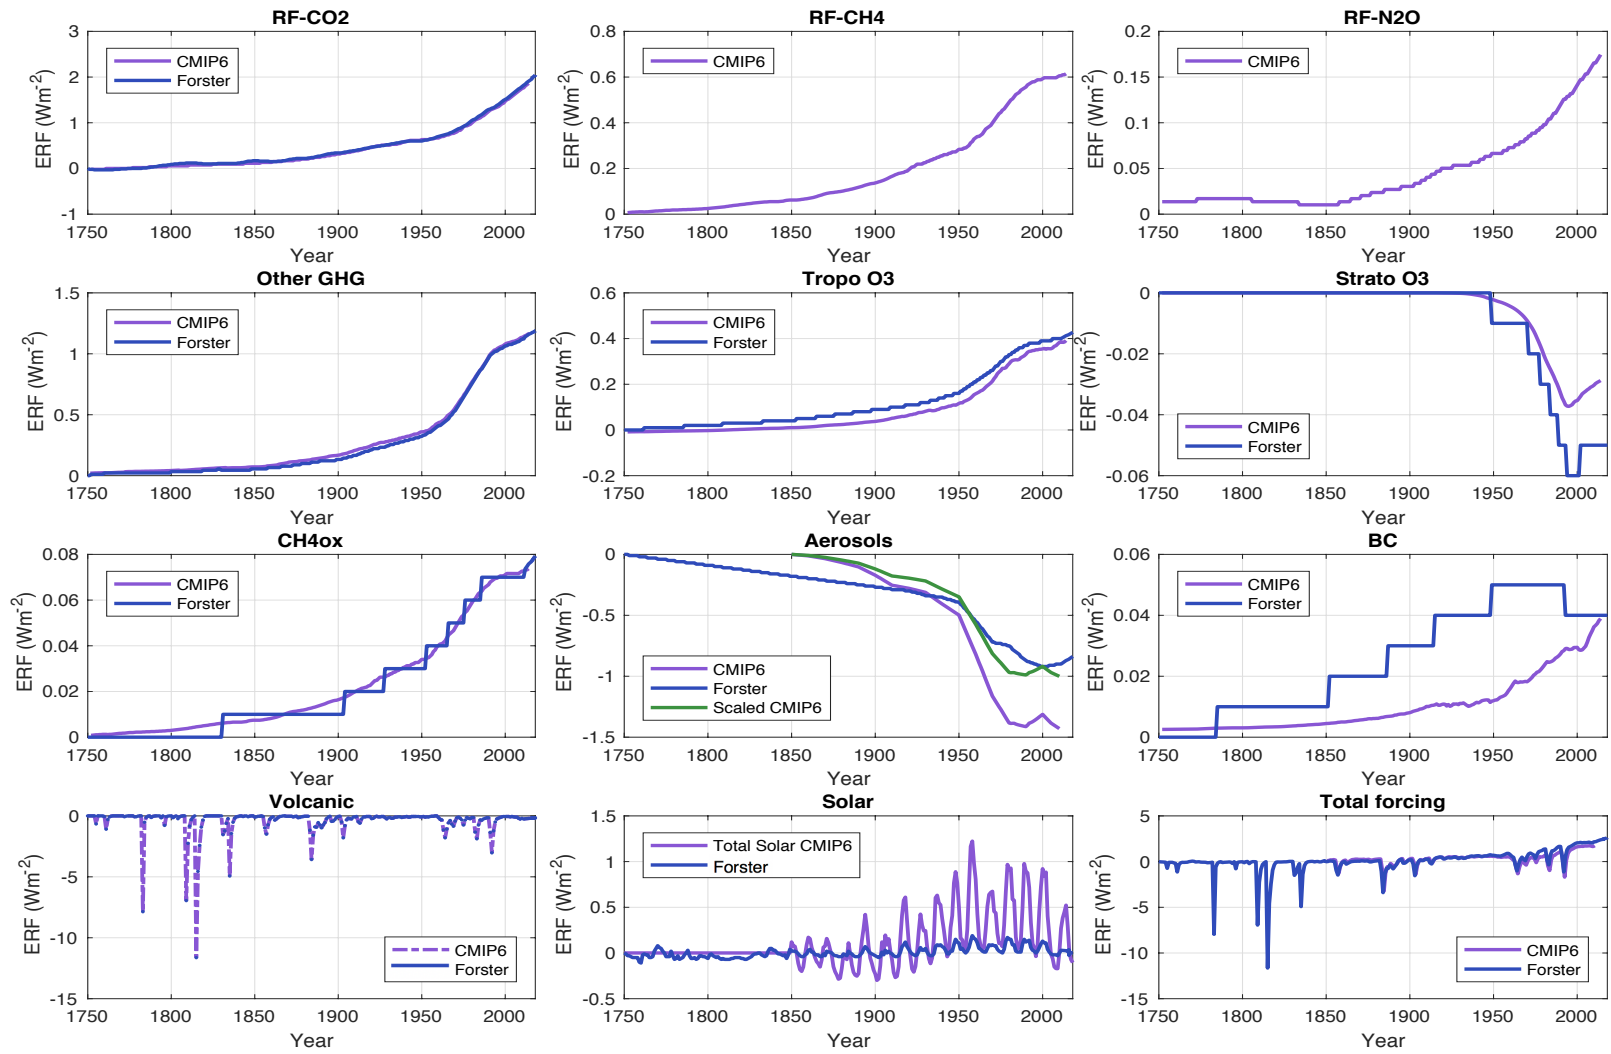 RF-CO2
3
2
1
0
-1
ERF (Wm-2)
CMIP6
Forster
1750 1800 1850 1900 1950 2000
Year
RF-CH4
0.8
0.6
0.4
0.2
0
ERF (Wm-2)
CMIP6
1750 1800 1850 1900 1950 2000
Year
RF-N2O
0.2
0.15
0.1
0.05
0
ERF (Wm-2)
CMIP6
1750 1800 1850 1900 1950 2000
Year
Other GHG
1.5
1
0.5
0
ERF (Wm-2)
CMIP6
Forster
1750 1800 1850 1900 1950 2000
Year
Tropo O3
0.6
0.4
0.2
0
-0.2
ERF (Wm-2)
CMIP6
Forster
1750 1800 1850 1900 1950 2000
Year
Strato O3
0
-0.02
-0.04
-0.06
ERF (Wm-2)
CMIP6
Forster
1750 1800 1850 1900 1950 2000
Year
CH4ox
0.08
0.06
0.04
0.02
0
ERF (Wm-2)
CMIP6
Forster
1750 1800 1850 1900 1950 2000
Year
Aerosols
0
-0.5
-1
-1.5
ERF (Wm-2)
CMIP6
Forster
Scaled CMIP6
1750 1800 1850 1900 1950 2000
Year
BC
0.06
0.04
0.02
0
ERF (Wm-2)
CMIP6
Forster
1750 1800 1850 1900 1950 2000
Year
Volcanic
0
-5
-10
-15
ERF (Wm-2)
CMIP6
Forster
1750 1800 1850 1900 1950 2000
Year
Solar
1.5
1
0.5
0
-0.5
ERF (Wm-2)
Total Solar CMIP6
Forster
1750 1800 1850 1900 1950 2000
Year
Total forcing
5
0
-5
-10
-15
ERF (Wm-2)
CMIP6
Forster
1750 1800 1850 1900 1950 2000
Year